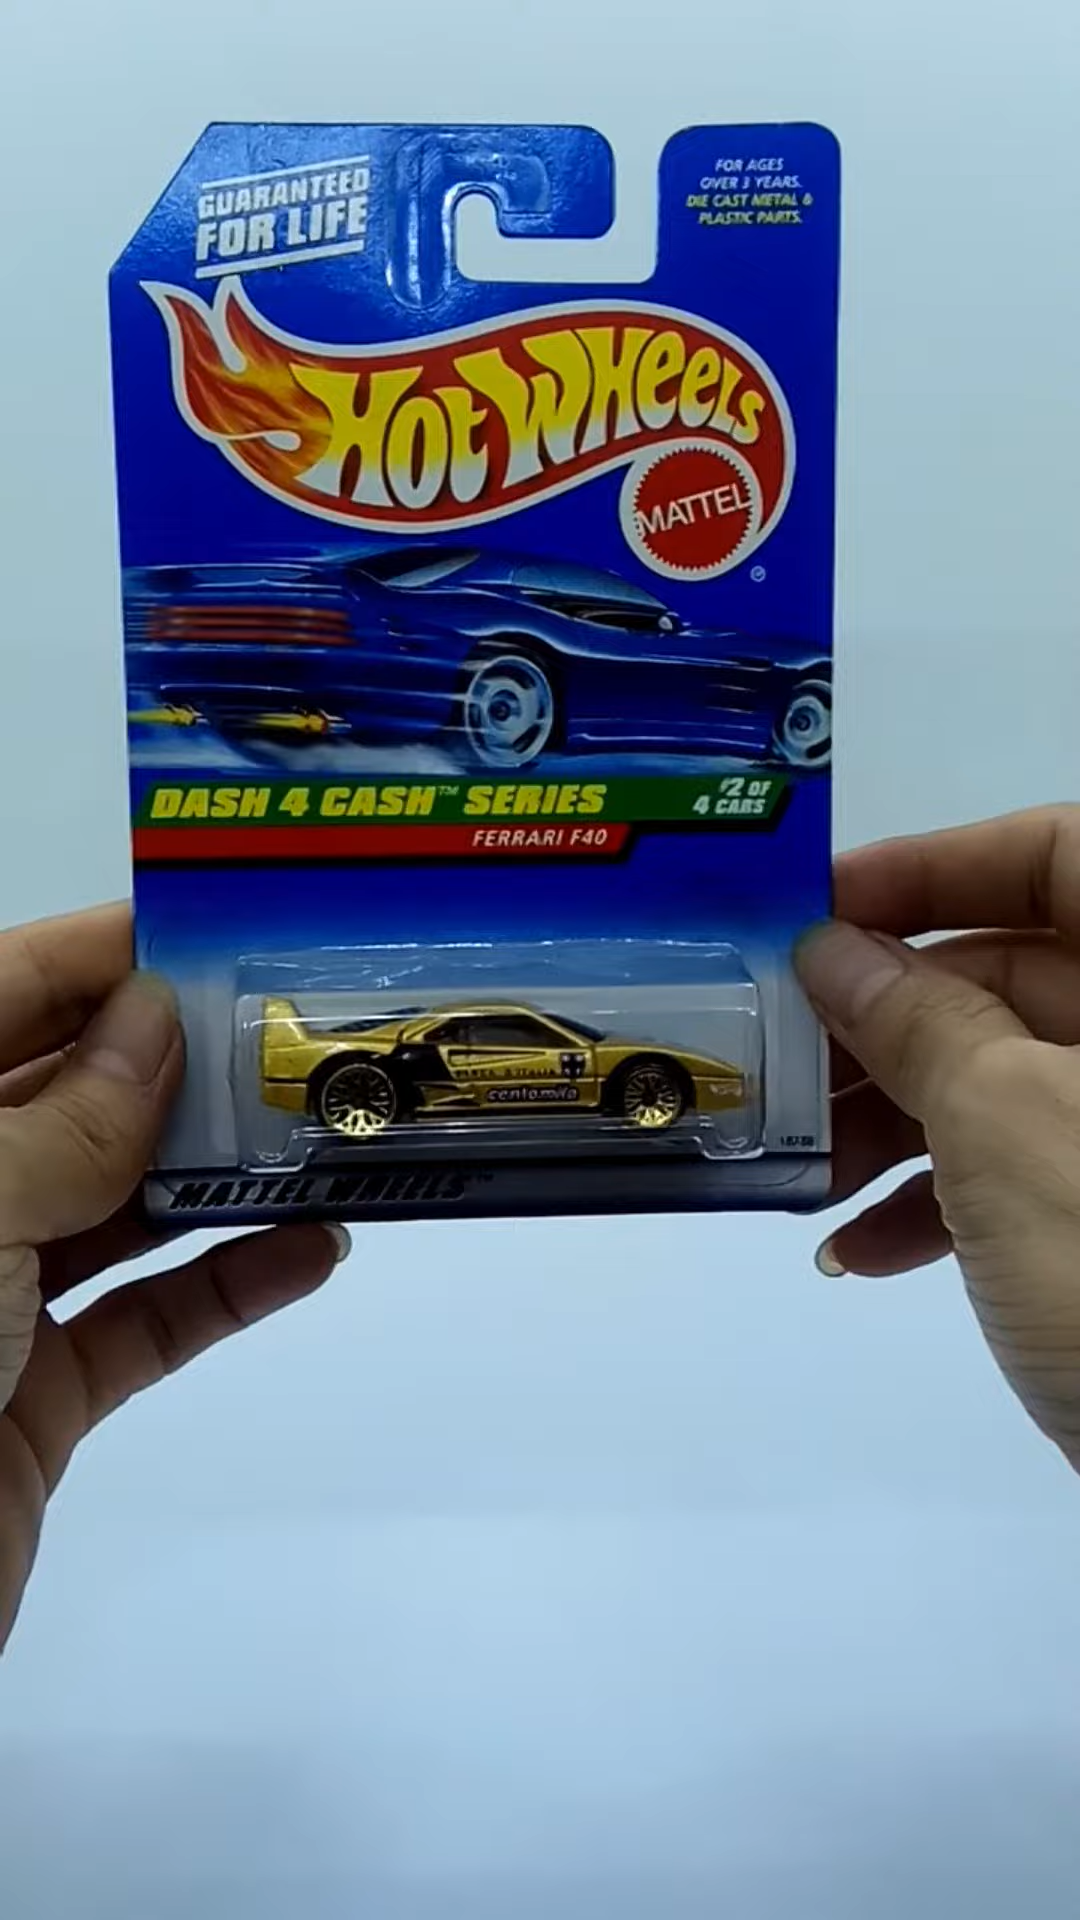 GUARANTEED
FOR LIFE
FOR AGES
OVER 3 YEARS.
DIE CAST METAL &
PLASTIC PARTS.
HOT WHEELS
MATTEL
DASH 4 CASH™ SERIES
#2 OF
4 CARS
FERRARI F40
centomila
MATTEL WHEELS™